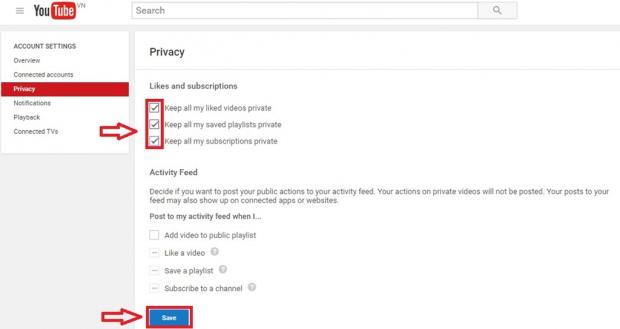 YouTube VN
Search
ACCOUNT SETTINGS
Overview
Connected accounts
Privacy
Notifications
Playback
Connected TVs
Privacy
Likes and subscriptions
Keep all my liked videos private
Keep all my saved playlists private
Keep all my subscriptions private
Activity Feed
Decide if you want to post your public actions to your activity feed. Your actions on private videos will not be posted. Your posts to your
feed may also show up on connected apps or websites.
Post to my activity feed when I...
Add video to public playlist
Like a video ?
Save a playlist ?
Subscribe to a channel ?
Save